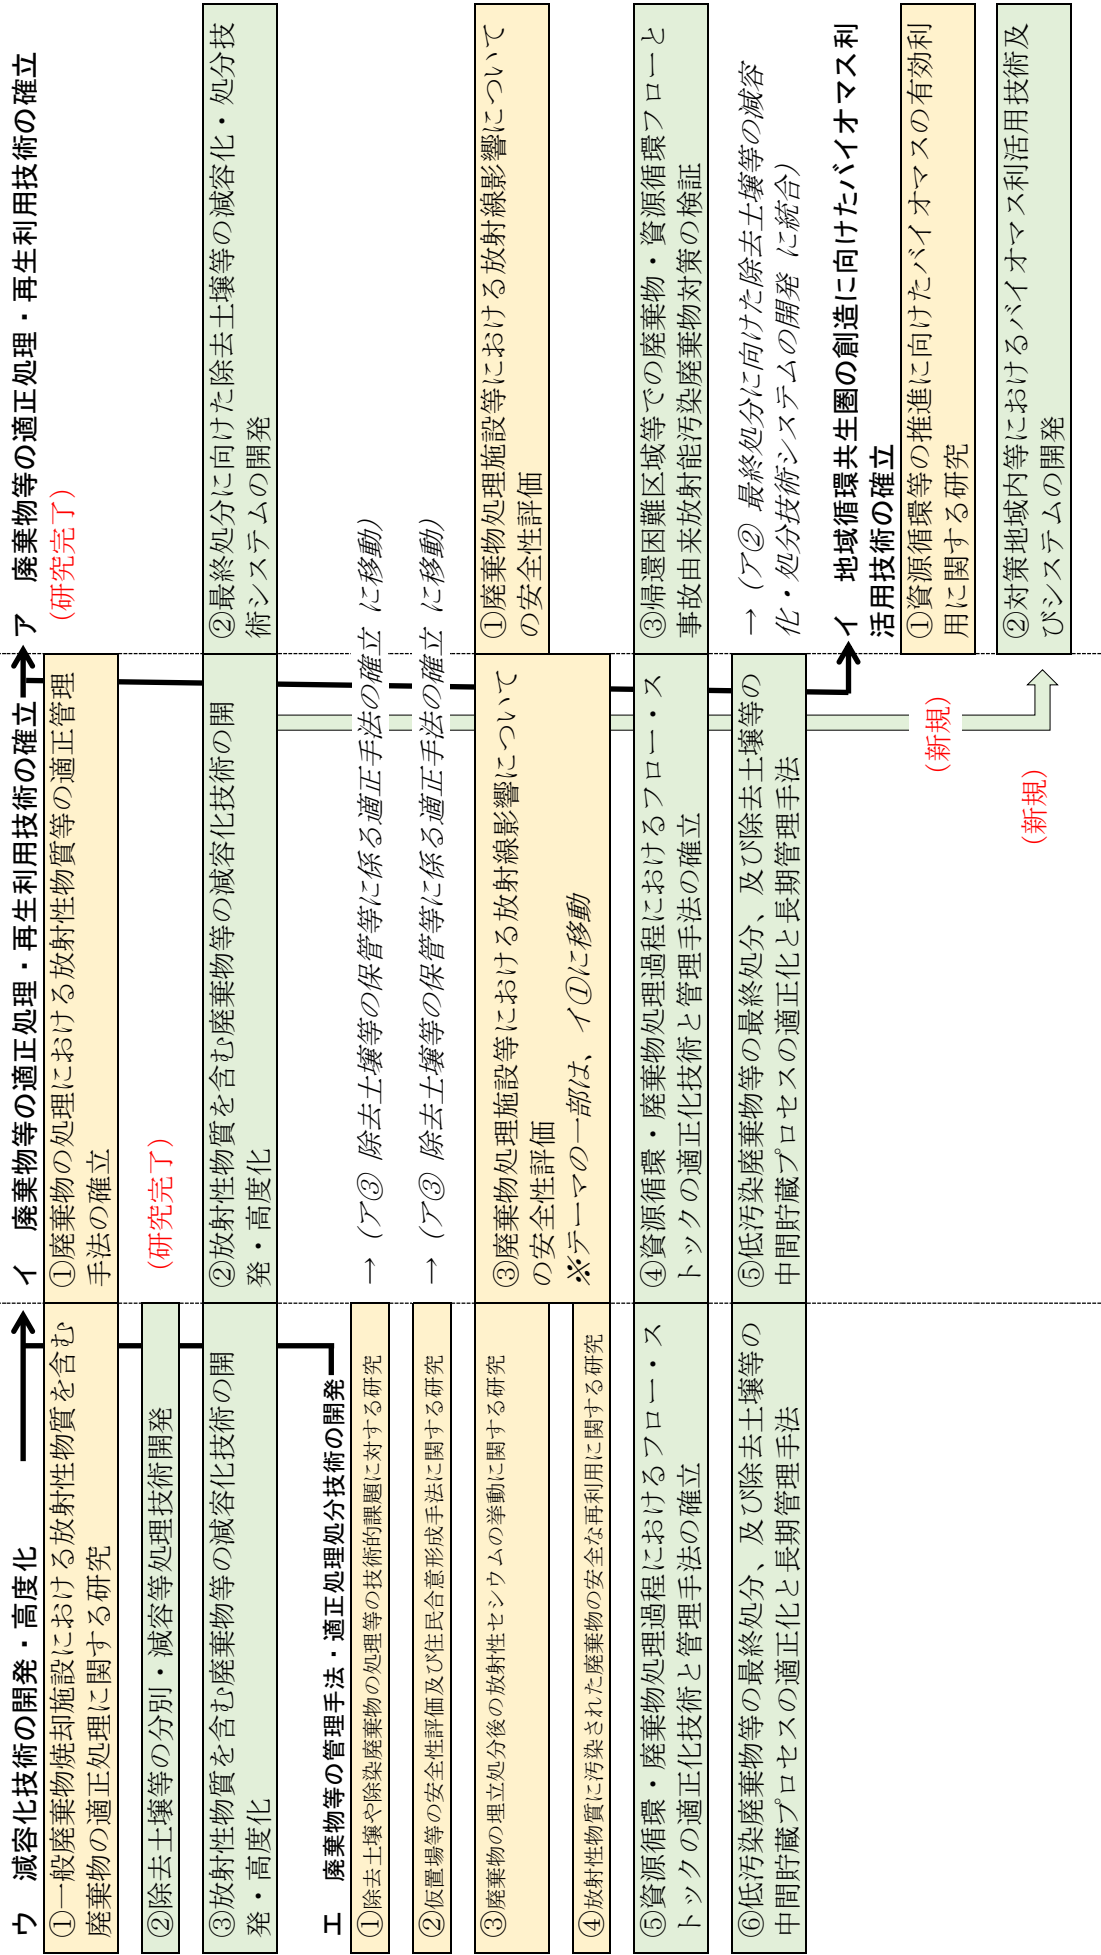 ウ　減容化技術の開発・高度化
①一般廃棄物焼却施設における放射性物質を含む
廃棄物の適正処理に関する研究
②除去土壌等の分別・減容等処理技術開発
③放射性物質を含む廃棄物等の減容化技術の開
発・高度化
エ　廃棄物等の管理手法・適正処理処分技術の開発
①除去土壌や除染廃棄物の処理等の技術的課題に対する研究
②仮置場等の安全性評価及び住民合意形成手法に関する研究
③廃棄物の埋立処分後の放射性セシウムの挙動に関する研究
④放射性物質に汚染された廃棄物の安全な再利用に関する研究
⑤資源循環・廃棄物処理過程におけるフロー・ス
トックの適正化技術と管理手法の確立
⑥低汚染廃棄物等の最終処分、及び除去土壌等の
中間貯蔵プロセスの適正化と長期管理手法
イ　廃棄物等の適正処理・再生利用技術の確立
①廃棄物の処理における放射性物質等の適正管理
手法の確立
(研究完了)
②放射性物質を含む廃棄物等の減容化技術の開
発・高度化
→ (ア③ 除去土壌等の保管等に係る適正手法の確立 に移動)
→ (ア③ 除去土壌等の保管等に係る適正手法の確立 に移動)
③廃棄物処理施設等における放射線影響について
の安全性評価
※テーマの一部は、イ①に移動
④資源循環・廃棄物処理過程におけるフロー・ス
トックの適正化技術と管理手法の確立
⑤低汚染廃棄物等の最終処分、及び除去土壌等の
中間貯蔵プロセスの適正化と長期管理手法
(新規)
(新規)
ア　廃棄物等の適正処理・再生利用技術の確立
(研究完了)
②最終処分に向けた除去土壌等の減容化・処分技
術システムの開発
①廃棄物処理施設等における放射線影響について
の安全性評価
③帰還困難区域等での廃棄物・資源循環フローと
事故由来放射能汚染廃棄物対策の検証
→ (ア② 最終処分に向けた除去土壌等の減容
化・処分技術システムの開発 に統合)
イ　地域循環共生圏の創造に向けたバイオマス利
活用技術の確立
①資源循環等の推進に向けたバイオマスの有効利
用に関する研究
②対策地域内等におけるバイオマス利活用技術及
びシステムの開発